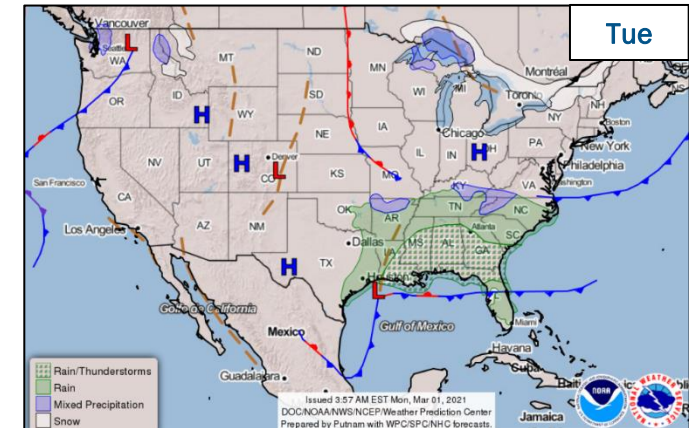 Tue
Vancouver
Seattle
L
WA
MT
ND
MN
Montréal
OR
ID
WY
SD
WI
MI
Toronto
NH
NY
Boston
H
H
NE
IA
Chicago
H
PA
New York
Philadelphia
Washington
NV
UT
Denver
CO
L
KS
MO
IL
IN
KY
VA
San Francisco
CA
Los Angeles
AZ
NM
OK
AR
TN
NC
Dallas
MS
AL
Atlanta
GA
SC
TX
H
Houston
L
FL
Miami
Golfo de California
Gulf of Mexico
Mexico
Havana
Cuba
Guadalajara
Jamaica
Rain/Thunderstorms
Rain
Mixed Precipitation
Snow
Issued 3:57 AM EST Mon, Mar 01, 2021
DOC/NOAA/NWS/NCEP/Weather Prediction Center
Prepared by Putnam with WPC/SPC/NHC forecasts.
NOAA